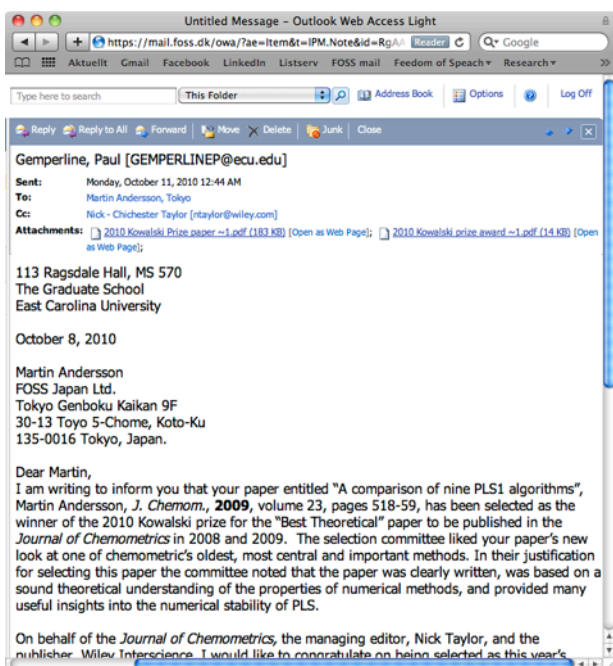 Untitled Message – Outlook Web Access Light
https://mail.foss.dk/owa/?ae=Item&t=IPM.Note&id=RgAA Reader Google
Aktuellt Gmail Facebook LinkedIn Listserv FOSS mail Feedom of Speach Research
Type here to search This Folder Address Book Options Log Off
Reply Reply to All Forward Move Delete Junk Close
Gemperline, Paul [GEMPERLINEP@ecu.edu]
Sent: Monday, October 11, 2010 12:44 AM
To: Martin Andersson, Tokyo
Cc: Nick - Chichester Taylor [ntaylor@wiley.com]
Attachments: 2010 Kowalski Prize paper ~1.pdf (183 KB) [Open as Web Page]; 2010 Kowalski prize award ~1.pdf (14 KB) [Open
as Web Page];
113 Ragsdale Hall, MS 570
The Graduate School
East Carolina University
October 8, 2010
Martin Andersson
FOSS Japan Ltd.
Tokyo Genboku Kaikan 9F
30-13 Toyo 5-Chome, Koto-Ku
135-0016 Tokyo, Japan.
Dear Martin,
I am writing to inform you that your paper entitled “A comparison of nine PLS1 algorithms”,
Martin Andersson, J. Chemom., 2009, volume 23, pages 518-59, has been selected as the
winner of the 2010 Kowalski prize for the “Best Theoretical” paper to be published in the
Journal of Chemometrics in 2008 and 2009. The selection committee liked your paper’s new
look at one of chemometric’s oldest, most central and important methods. In their justification
for selecting this paper the committee noted that the paper was clearly written, was based on a
sound theoretical understanding of the properties of numerical methods, and provided many
useful insights into the numerical stability of PLS.
On behalf of the Journal of Chemometrics, the managing editor, Nick Taylor, and the
publisher, Wiley Interscience, I would like to congratulate on being selected as this year’s